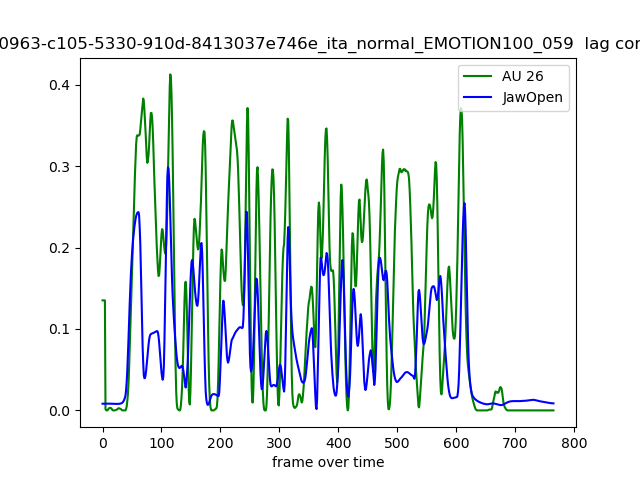 0963-c105-5330-910d-8413037e746e_ita_normal_EMOTION100_059  lag cor
AU 26
JawOpen
0.4
0.3
0.2
0.1
0.0
0 100 200 300 400 500 600 700 800
frame over time